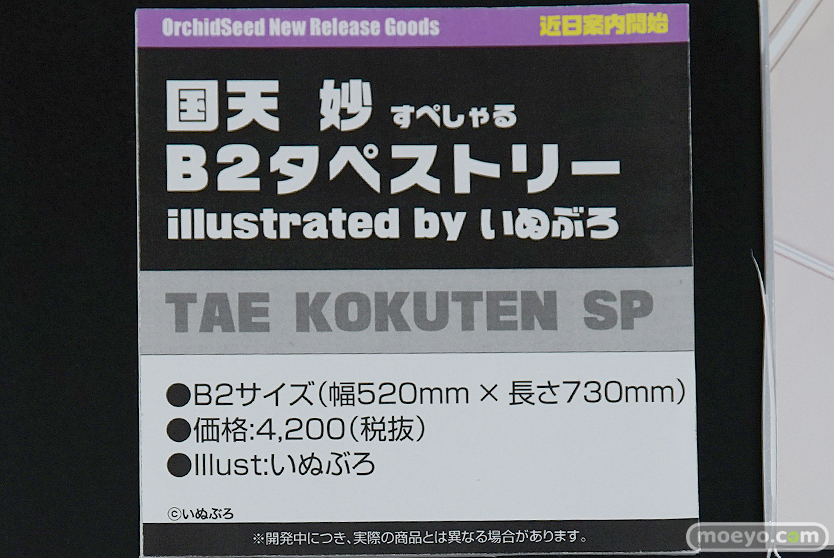 OrchidSeed New Release Goods 近日案内開始
国天 妙 すぺしゃる
B2タペストリー
illustrated by いぬぶろ
TAE KOKUTEN SP
●B2サイズ(幅520mm × 長さ730mm)
●価格:4,200(税抜)
●Illust:いぬぶろ
©いぬぶろ
※開発中につき、実際の商品とは異なる場合があります。
moeyo.com